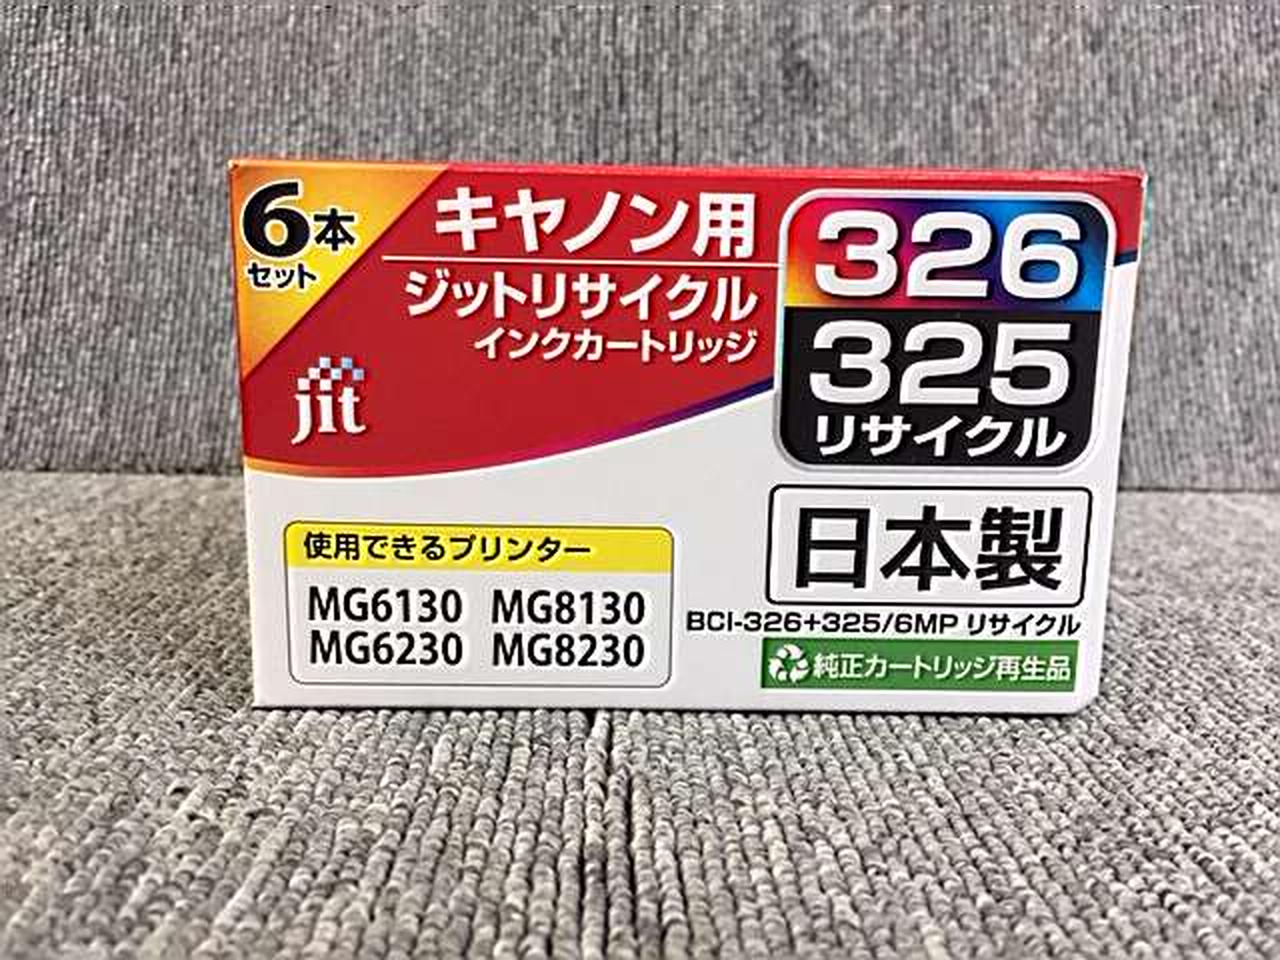 6本
セット
キヤノン用
ジットリサイクル
インクカートリッジ
jit
326
325
リサイクル
日本製
使用できるプリンター
MG6130 MG8130
MG6230 MG8230
BCI-326+325/6MP リサイクル
純正カートリッジ再生品